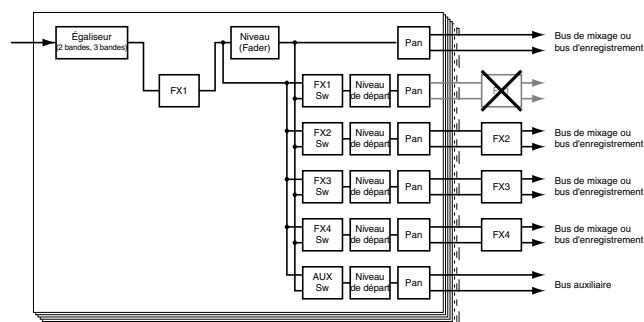 Égaliseur
(2 bandes, 3 bandes)
Niveau
(Fader)
Pan
Bus de mixage ou
bus d'enregistrement
FX1
FX1
Sw
Niveau
de départ
Pan
FX2
Sw
Niveau
de départ
Pan
FX2
Bus de mixage ou
bus d'enregistrement
FX3
Sw
Niveau
de départ
Pan
FX3
Bus de mixage ou
bus d'enregistrement
FX4
Sw
Niveau
de départ
Pan
FX4
Bus de mixage ou
bus d'enregistrement
AUX
Sw
Niveau
de départ
Pan
Bus auxiliaire